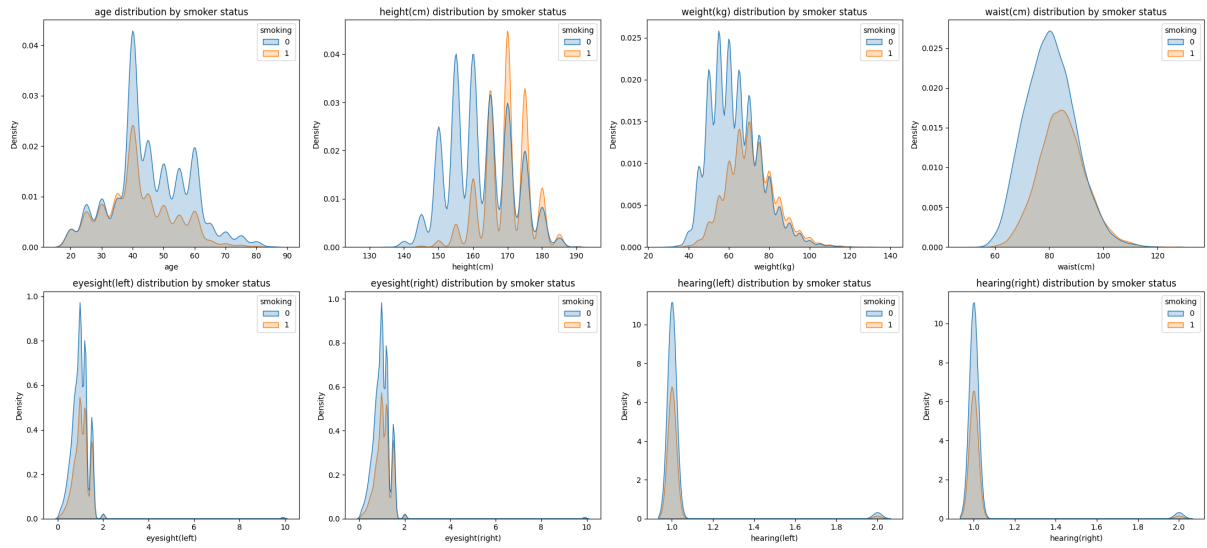 age distribution by smoker status
smoking
0
1
0.04
0.03
0.02
0.01
0.00
Density
20 30 40 50 60 70 80 90
age
height(cm) distribution by smoker status
smoking
0
1
0.04
0.03
0.02
0.01
0.00
Density
130 140 150 160 170 180 190
height(cm)
weight(kg) distribution by smoker status
smoking
0
1
0.025
0.020
0.015
0.010
0.005
0.000
Density
20 40 60 80 100 120 140
weight(kg)
waist(cm) distribution by smoker status
smoking
0
1
0.025
0.020
0.015
0.010
0.005
0.000
Density
60 80 100 120
waist(cm)
eyesight(left) distribution by smoker status
smoking
0
1
1.0
0.8
0.6
0.4
0.2
0.0
Density
0 2 4 6 8 10
eyesight(left)
eyesight(right) distribution by smoker status
smoking
0
1
1.0
0.8
0.6
0.4
0.2
0.0
Density
0 2 4 6 8 10
eyesight(right)
hearing(left) distribution by smoker status
smoking
0
1
10
8
6
4
2
0
Density
1.0 1.2 1.4 1.6 1.8 2.0
hearing(left)
hearing(right) distribution by smoker status
smoking
0
1
10
8
6
4
2
0
Density
1.0 1.2 1.4 1.6 1.8 2.0
hearing(right)